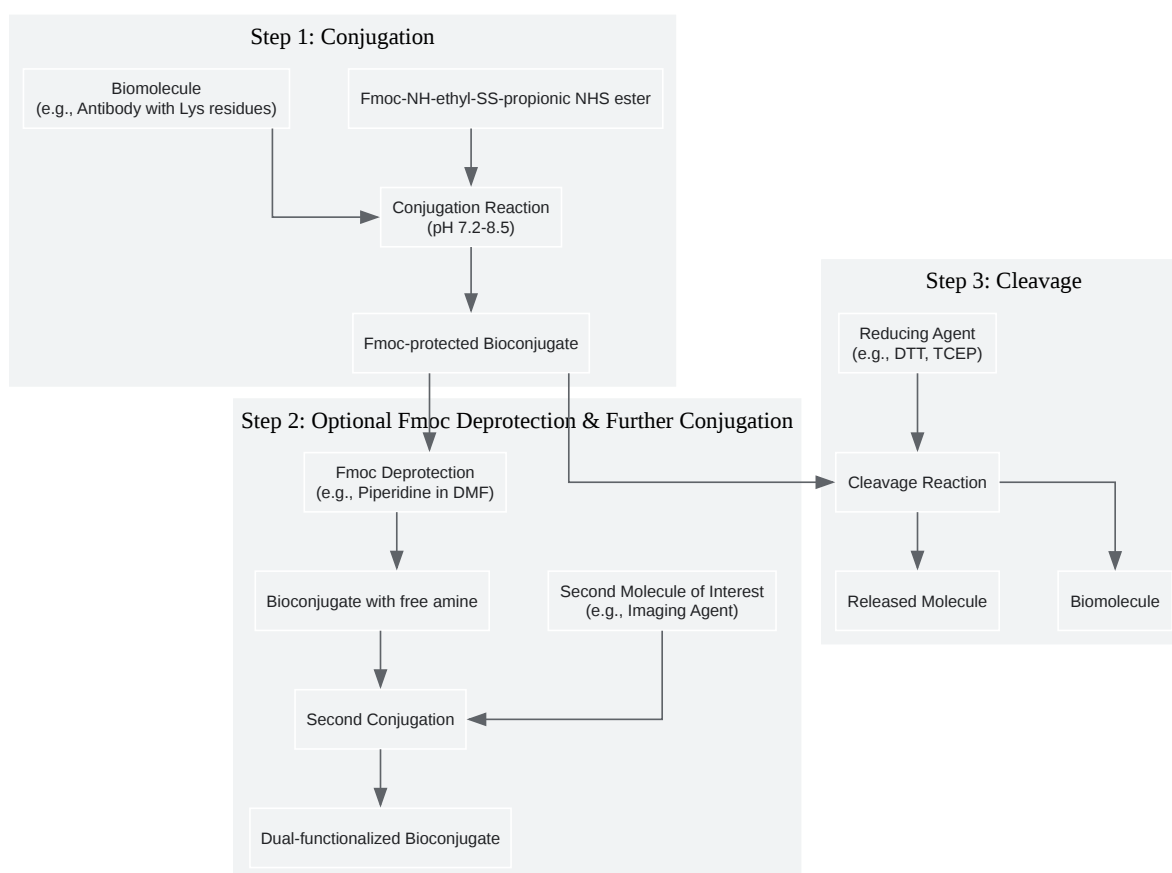 Step 1: Conjugation
Biomolecule
(e.g., Antibody with Lys residues)
Fmoc-NH-ethyl-SS-propionic NHS ester
Conjugation Reaction
(pH 7.2-8.5)
Fmoc-protected Bioconjugate
Step 2: Optional Fmoc Deprotection & Further Conjugation
Fmoc Deprotection
(e.g., Piperidine in DMF)
Bioconjugate with free amine
Second Molecule of Interest
(e.g., Imaging Agent)
Second Conjugation
Dual-functionalized Bioconjugate
Step 3: Cleavage
Reducing Agent
(e.g., DTT, TCEP)
Cleavage Reaction
Released Molecule
Biomolecule